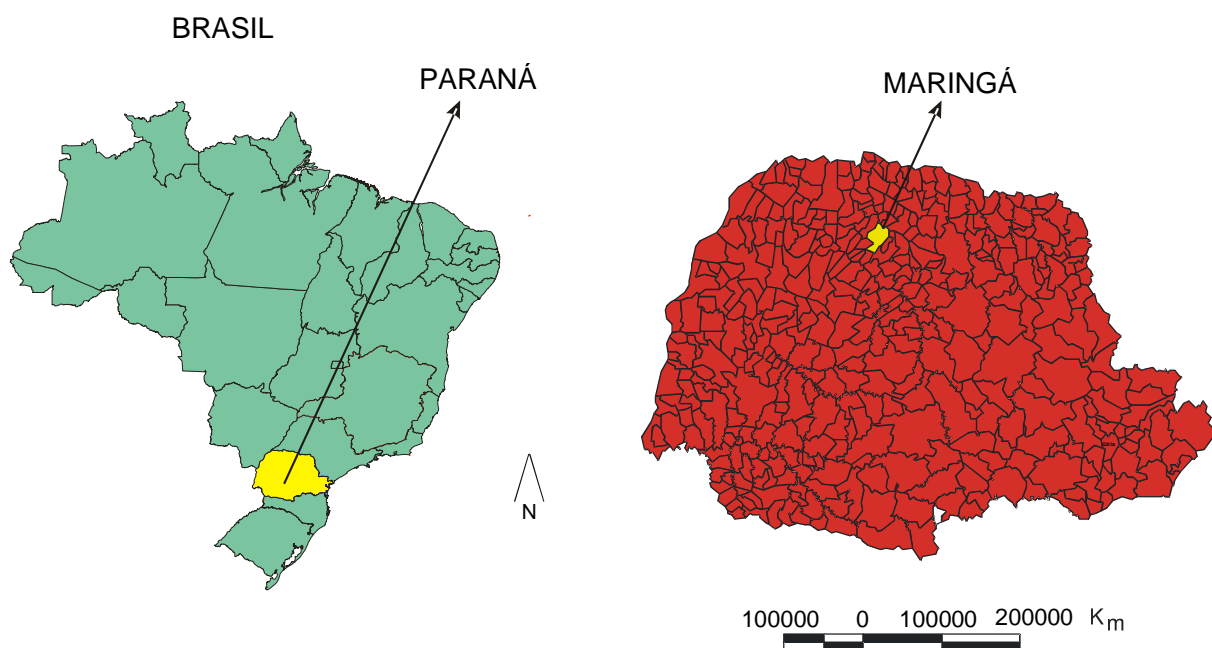 BRASIL
PARANÁ
MARINGÁ
N
100000 0 100000 200000 Km